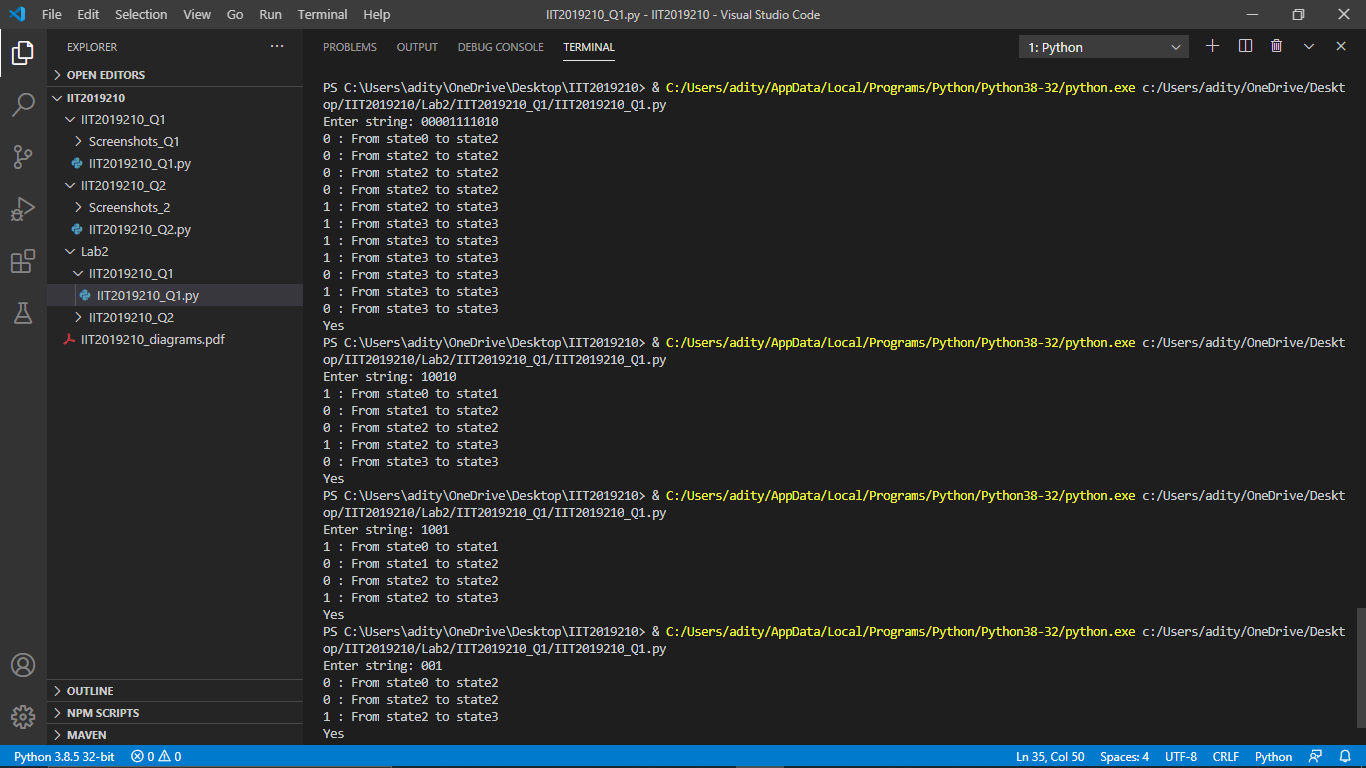 File Edit Selection View Go Run Terminal Help IIT2019210_Q1.py - IIT2019210 - Visual Studio Code
EXPLORER ...
OPEN EDITORS
IIT2019210
IIT2019210_Q1
Screenshots_Q1
IIT2019210_Q1.py
IIT2019210_Q2
Screenshots_2
IIT2019210_Q2.py
Lab2
IIT2019210_Q1
IIT2019210_Q1.py
IIT2019210_Q2
IIT2019210_diagrams.pdf
OUTLINE
NPM SCRIPTS
MAVEN
PROBLEMS OUTPUT DEBUG CONSOLE TERMINAL 1: Python
PS C:\Users\adity\OneDrive\Desktop\IIT2019210> & C:/Users/adity/AppData/Local/Programs/Python/Python38-32/python.exe c:/Users/adity/OneDrive/Deskt
op/IIT2019210/Lab2/IIT2019210_Q1/IIT2019210_Q1.py
Enter string: 00001111010
0 : From state0 to state2
0 : From state2 to state2
0 : From state2 to state2
0 : From state2 to state2
1 : From state2 to state3
1 : From state3 to state3
1 : From state3 to state3
1 : From state3 to state3
0 : From state3 to state3
1 : From state3 to state3
0 : From state3 to state3
Yes
PS C:\Users\adity\OneDrive\Desktop\IIT2019210> & C:/Users/adity/AppData/Local/Programs/Python/Python38-32/python.exe c:/Users/adity/OneDrive/Deskt
op/IIT2019210/Lab2/IIT2019210_Q1/IIT2019210_Q1.py
Enter string: 10010
1 : From state0 to state1
0 : From state1 to state2
0 : From state2 to state2
1 : From state2 to state3
0 : From state3 to state3
Yes
PS C:\Users\adity\OneDrive\Desktop\IIT2019210> & C:/Users/adity/AppData/Local/Programs/Python/Python38-32/python.exe c:/Users/adity/OneDrive/Deskt
op/IIT2019210/Lab2/IIT2019210_Q1/IIT2019210_Q1.py
Enter string: 1001
1 : From state0 to state1
0 : From state1 to state2
0 : From state2 to state2
1 : From state2 to state3
Yes
PS C:\Users\adity\OneDrive\Desktop\IIT2019210> & C:/Users/adity/AppData/Local/Programs/Python/Python38-32/python.exe c:/Users/adity/OneDrive/Deskt
op/IIT2019210/Lab2/IIT2019210_Q1/IIT2019210_Q1.py
Enter string: 001
0 : From state0 to state2
0 : From state2 to state2
1 : From state2 to state3
Yes
Python 3.8.5 32-bit 0 0 Ln 35, Col 50 Spaces: 4 UTF-8 CRLF Python